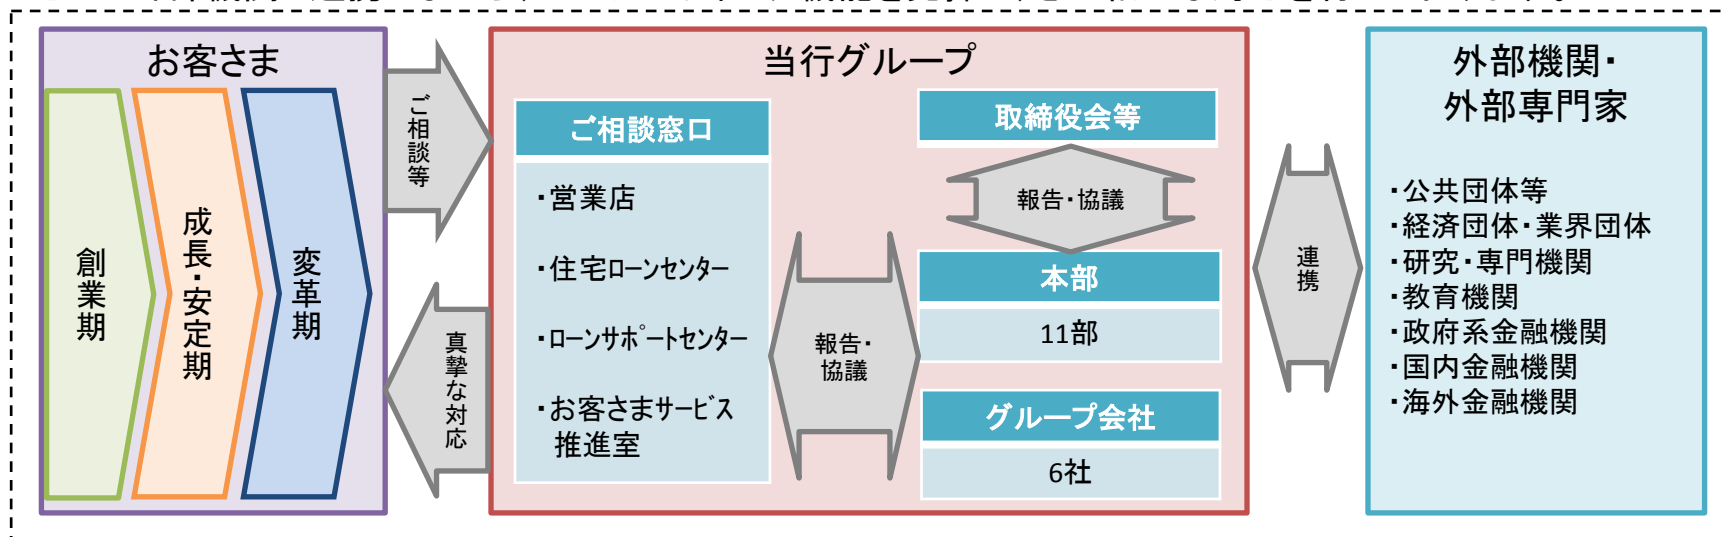 お客さま
創業期
成長・安定期
変革期
ご相談等
真摯な対応
当行グループ
ご相談窓口
・営業店
・住宅ローンセンター
・ローンサポートセンター
・お客さまサービス
推進室
報告・
協議
取締役会等
報告・協議
本部
11部
グループ会社
6社
連携
外部機関・
外部専門家
・公共団体等
・経済団体・業界団体
・研究・専門機関
・教育機関
・政府系金融機関
・国内金融機関
・海外金融機関